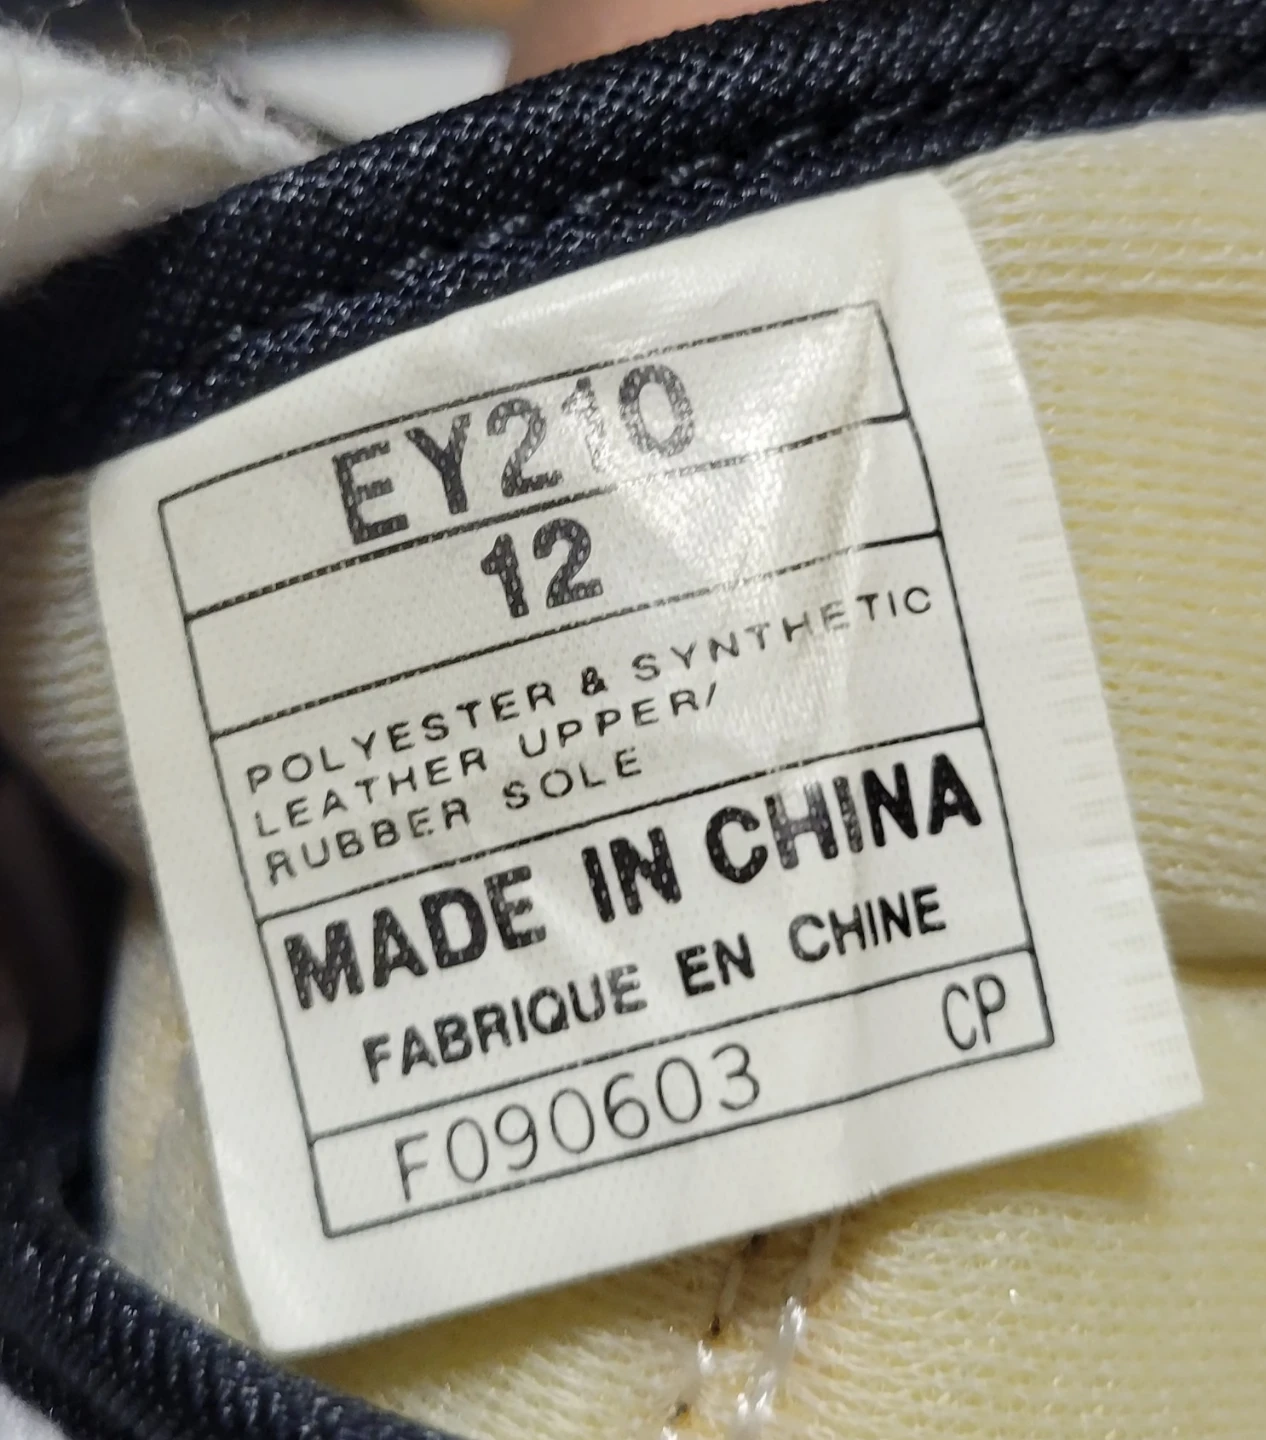 EY210
12
POLYESTER & SYNTHETIC
LEATHER UPPER/
RUBBER SOLE
MADE IN CHINA
FABRIQUE EN CHINE
F090603 CP